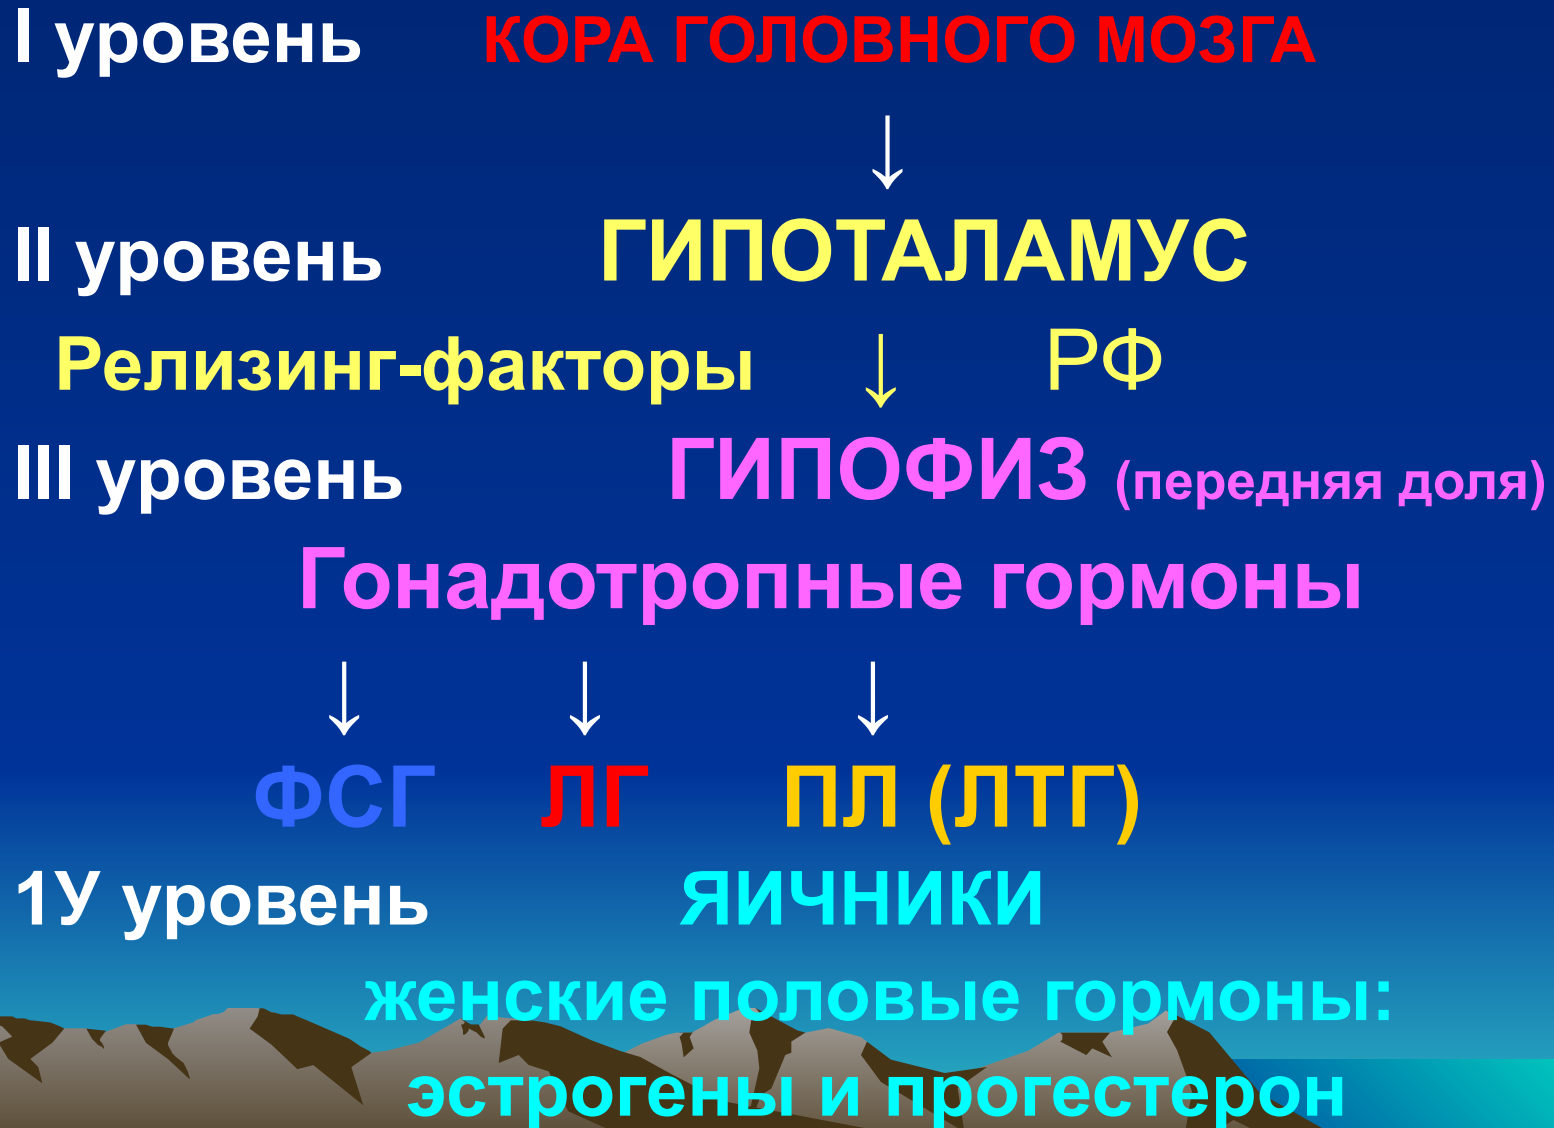 I уровень КОРА ГОЛОВНОГО МОЗГА
↓
II уровень ГИПОТАЛАМУС
Релизинг-факторы ↓ РФ
III уровень ГИПОФИЗ (передняя доля)
Гонадотропные гормоны
↓ ↓ ↓
ФСГ ЛГ ПЛ (ЛТГ)
1У уровень ЯИЧНИКИ
женские половые гормоны:
эстрогены и прогестерон